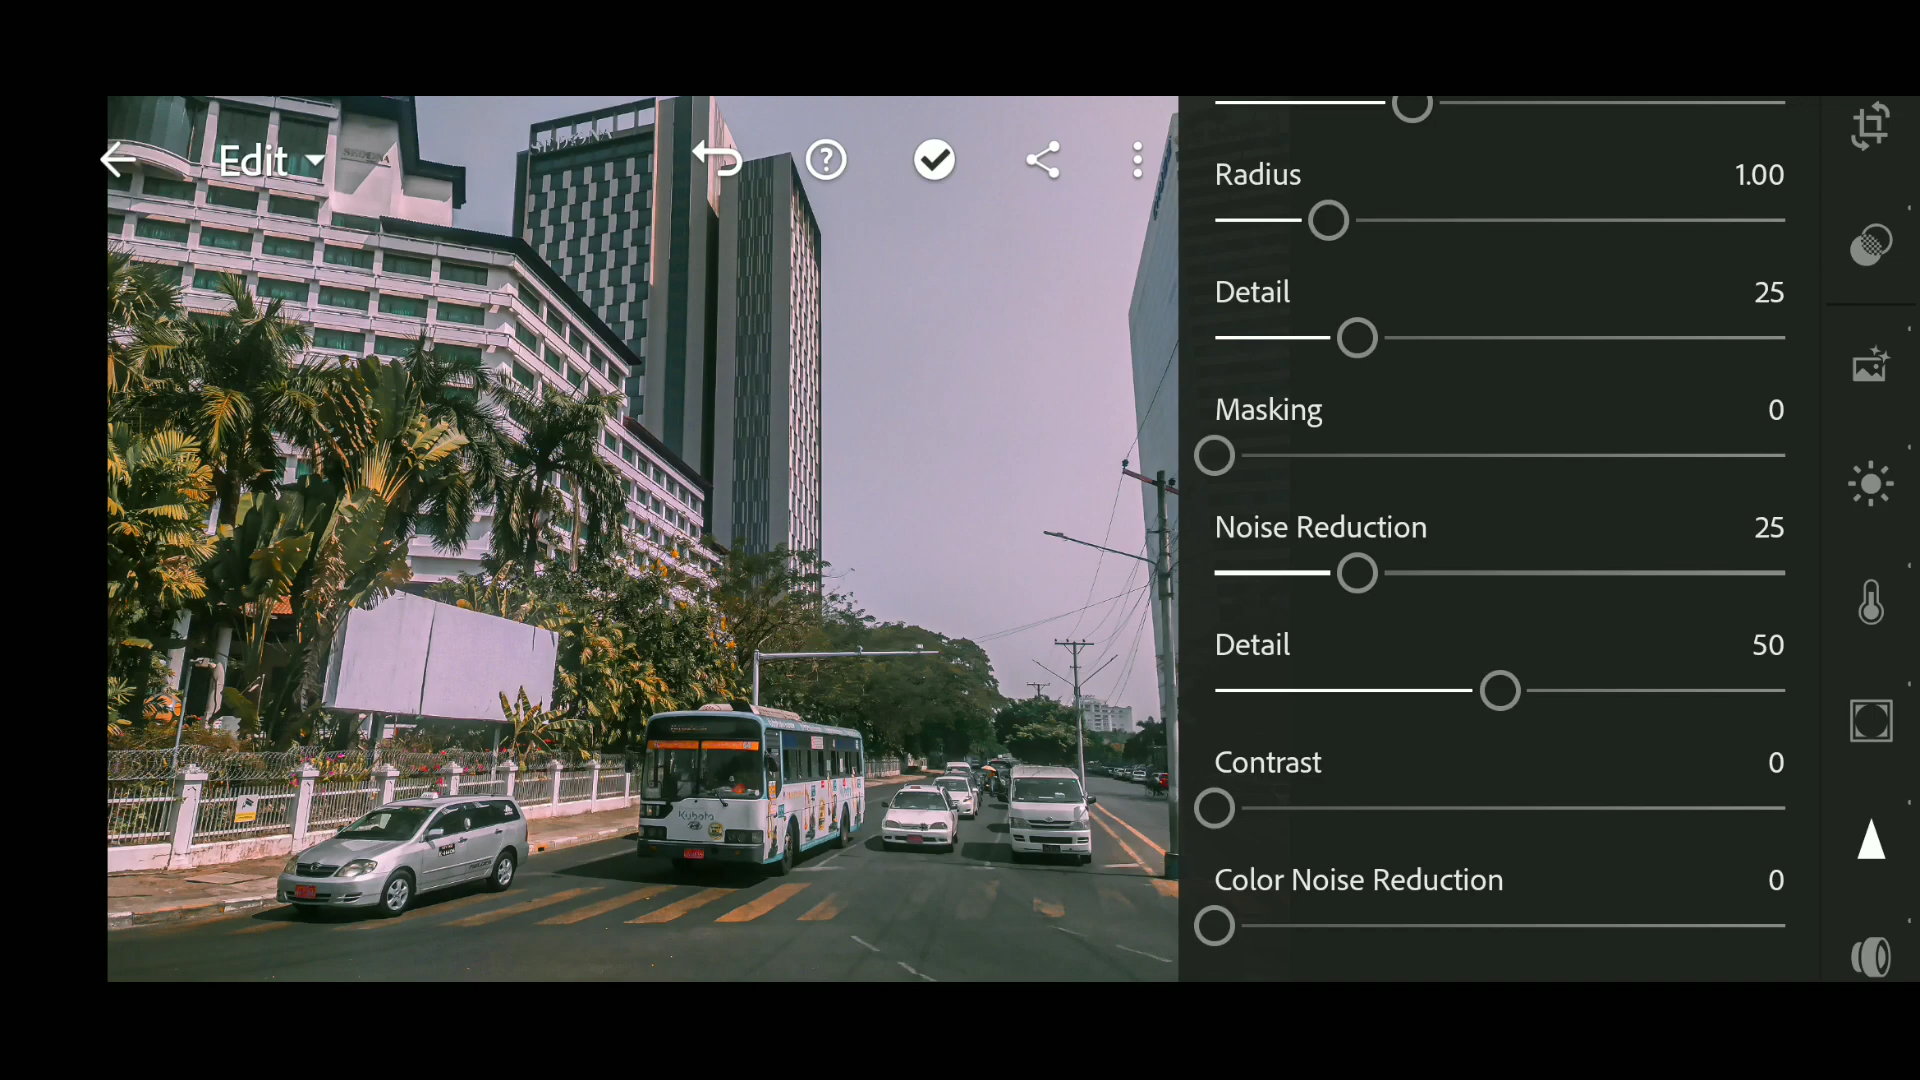 Edit
Radius 1.00
Detail 25
Masking 0
Noise Reduction 25
Detail 50
Contrast 0
Color Noise Reduction 0
Kubota